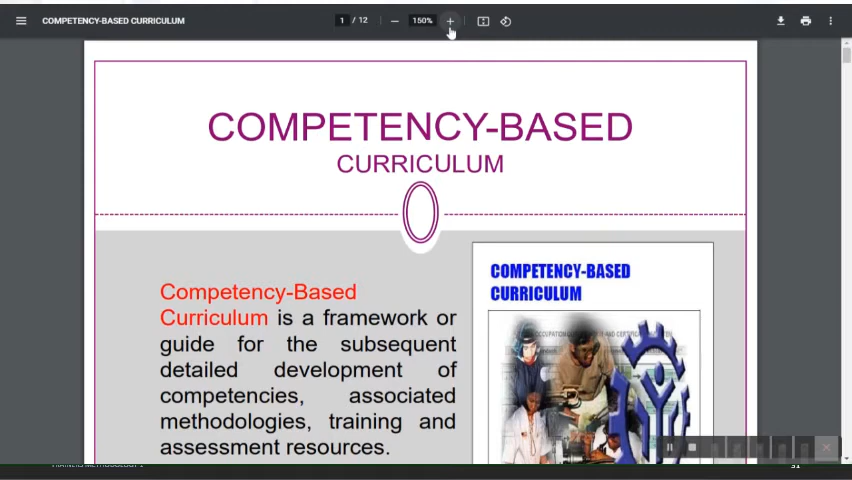 COMPETENCY-BASED CURRICULUM
1 / 12
150%
COMPETENCY-BASED
CURRICULUM
Competency-Based
Curriculum is a framework or
guide for the subsequent
detailed development of
competencies, associated
methodologies, training and
assessment resources.
COMPETENCY-BASED
CURRICULUM
31